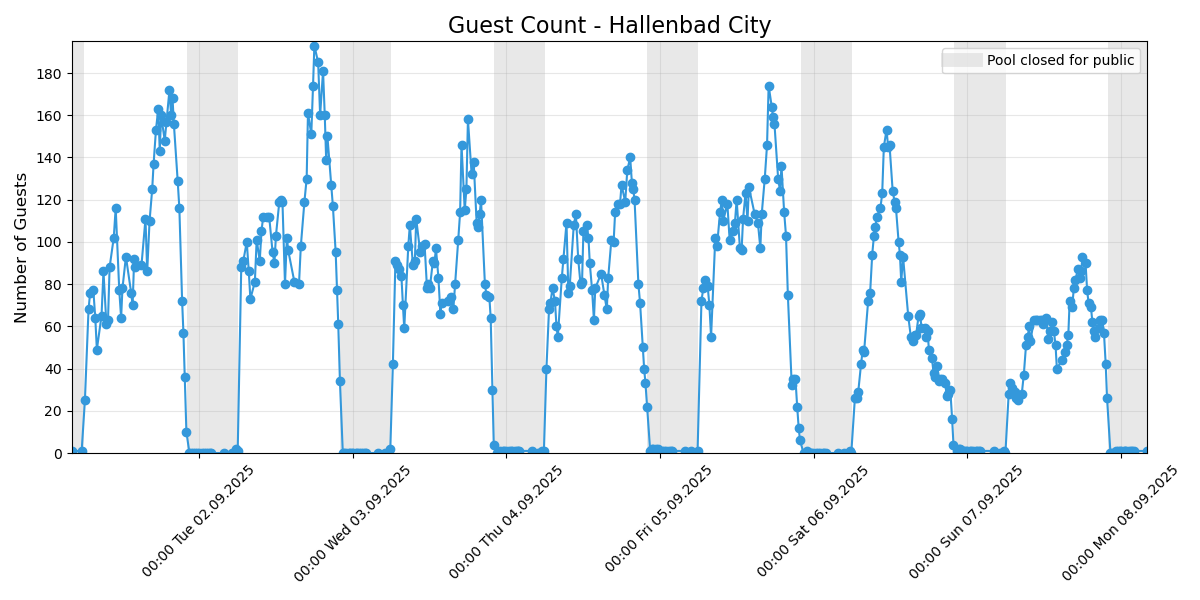 Guest Count - Hallenbad City
Pool closed for public
Number of Guests
180
160
140
120
100
80
60
40
20
0
00:00 Tue 02.09.2025
00:00 Wed 03.09.2025
00:00 Thu 04.09.2025
00:00 Fri 05.09.2025
00:00 Sat 06.09.2025
00:00 Sun 07.09.2025
00:00 Mon 08.09.2025